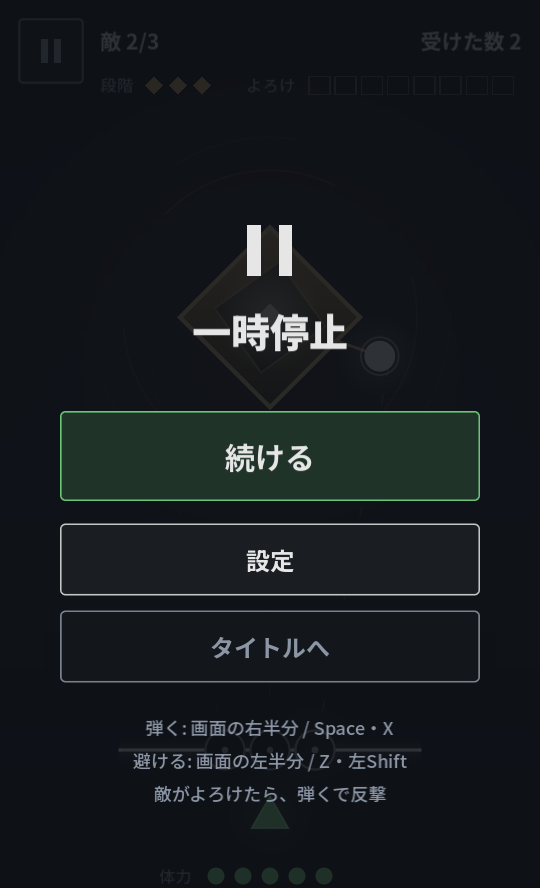 敵 2/3
受けた数 2
段階
よろけ
一時停止
続ける
設定
タイトルへ
弾く: 画面の右半分 / Space・X
避ける: 画面の左半分 / Z・左Shift
敵がよろけたら、弾くで反撃
体力